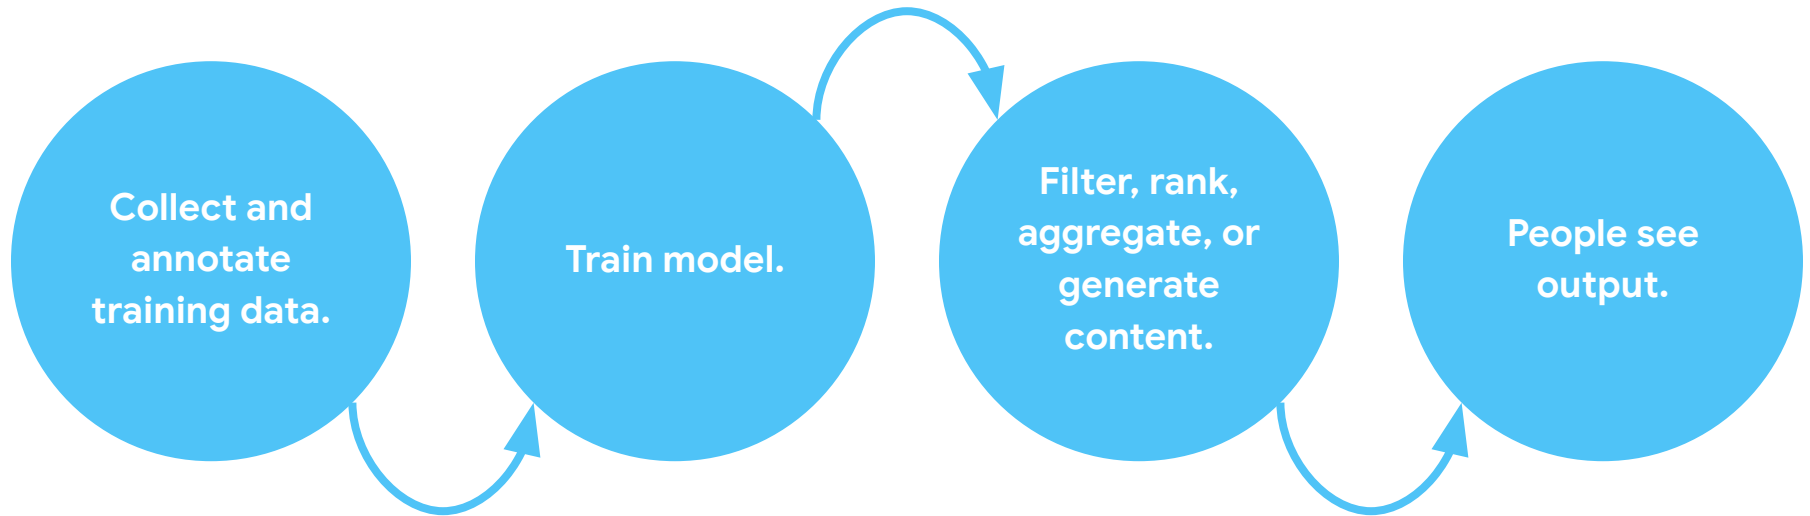 Collect and
annotate
training data.
Train model.
Filter, rank,
aggregate, or
generate
content.
People see
output.